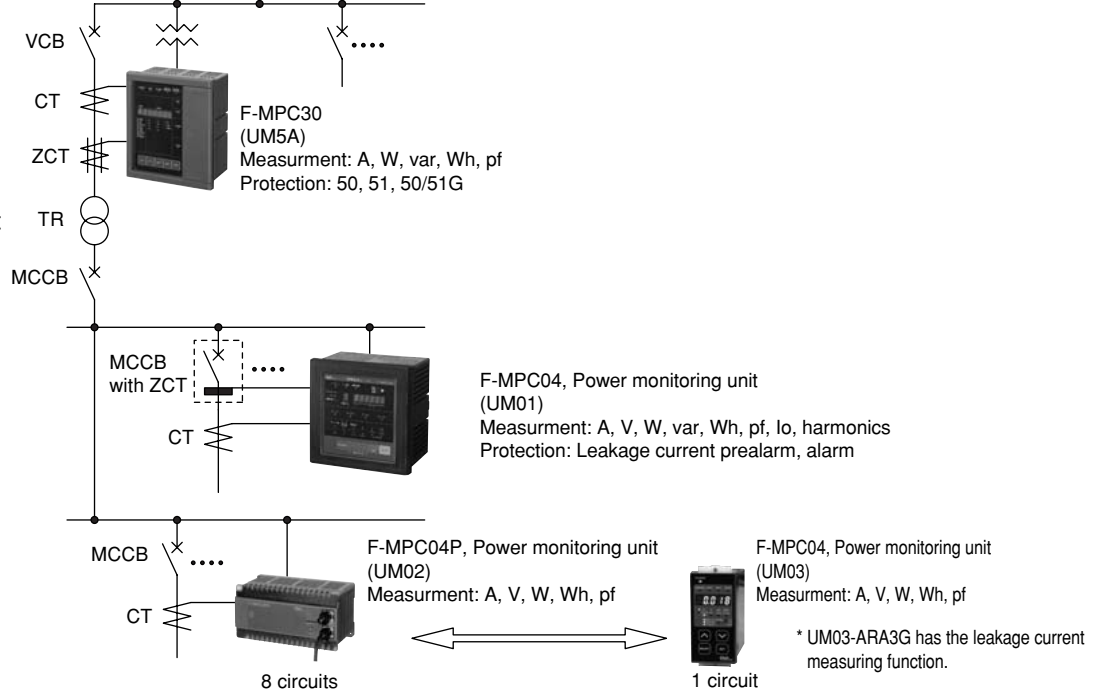 VCB
CT
ZCT
TR
MCCB
F-MPC30
(UM5A)
Measurment: A, W, var, Wh, pf
Protection: 50, 51, 50/51G
MCCB
with ZCT
CT
F-MPC04, Power monitoring unit
(UM01)
Measurment: A, V, W, var, Wh, pf, Io, harmonics
Protection: Leakage current prealarm, alarm
MCCB
CT
8 circuits
F-MPC04P, Power monitoring unit
(UM02)
Measurment: A, V, W, Wh, pf
0.018
1 circuit
F-MPC04, Power monitoring unit
(UM03)
Measurment: A, V, W, Wh, pf
* UM03-ARA3G has the leakage current
measuring function.